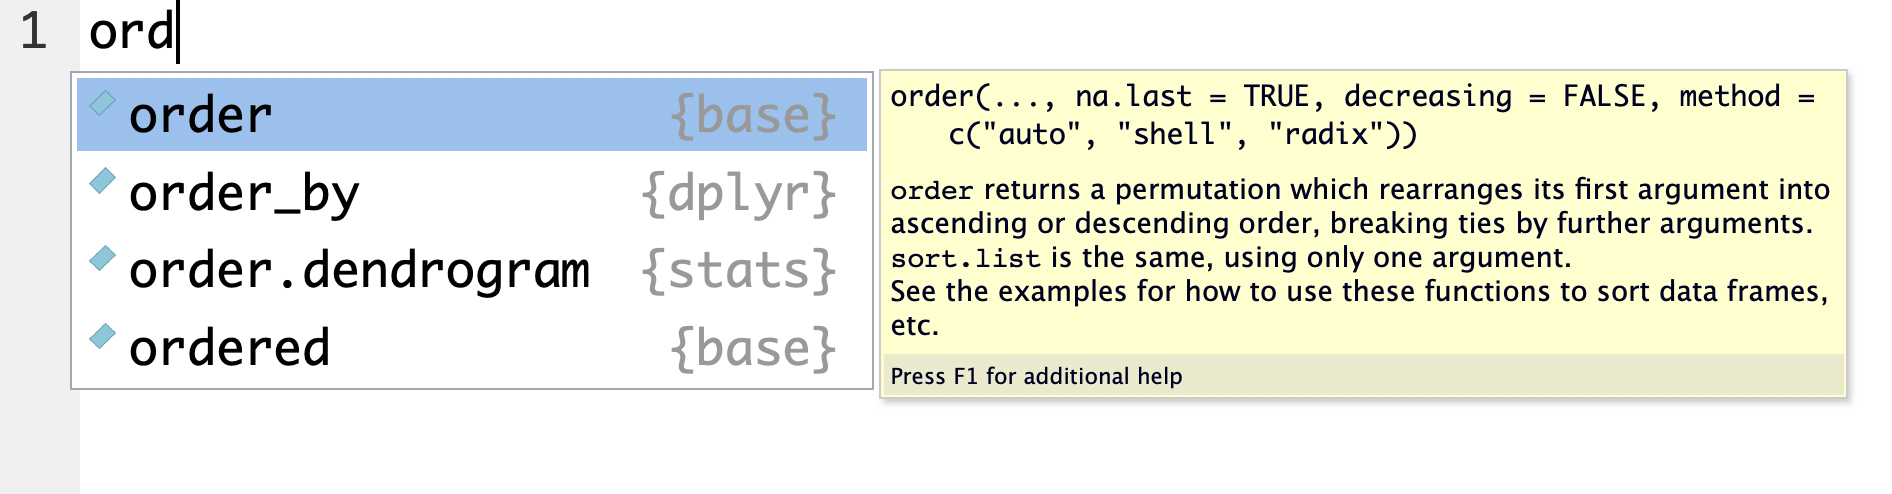 1 ord
order {base}
order_by {dplyr}
order.dendrogram {stats}
ordered {base}
order(..., na.last = TRUE, decreasing = FALSE, method =
c("auto", "shell", "radix"))
order returns a permutation which rearranges its first argument into
ascending or descending order, breaking ties by further arguments.
sort.list is the same, using only one argument.
See the examples for how to use these functions to sort data frames,
etc.
Press F1 for additional help